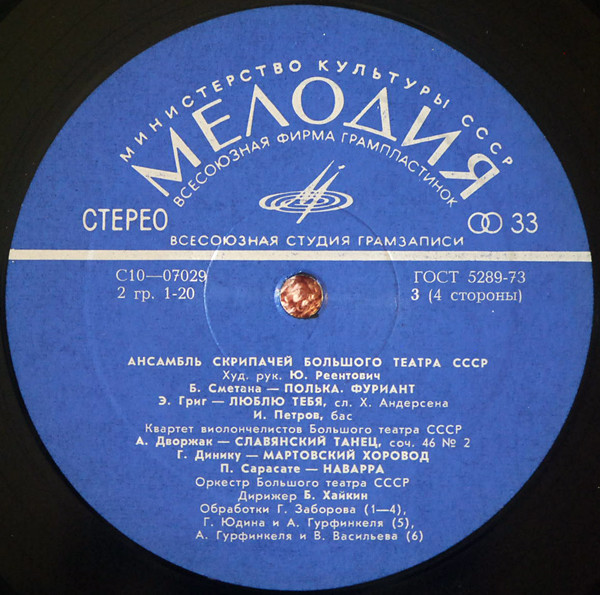 МИНИСТЕРСТВО КУЛЬТУРЫ СССР
МЕЛОДИЯ
ВСЕСОЮЗНАЯ ФИРМА ГРАМПЛАСТИНОК
СТЕРЕО
33
ВСЕСОЮЗНАЯ СТУДИЯ ГРАМЗАПИСИ
С10—07029 ГОСТ 5289-73
2 гр. 1-20 3 (4 стороны)
АНСАМБЛЬ СКРИПАЧЕЙ БОЛЬШОГО ТЕАТРА СССР
Худ. рук. Ю. Реентович
Б. Сметана — ПОЛЬКА. ФУРИАНТ
Э. Григ — ЛЮБЛЮ ТЕБЯ, сл. Х. Андерсена
И. Петров, бас
Квартет виолончелистов Большого театра СССР
А. Дворжак — СЛАВЯНСКИЙ ТАНЕЦ, соч. 46 № 2
Г. Динику — МАРТОВСКИЙ ХОРОВОД
П. Сарасате — НАВАРРА
Оркестр Большого театра СССР
Дирижер Б. Хайкин
Обработки Г. Заборова (1—4),
Г. Юдина и А. Гурфинкеля (5),
А. Гурфинкеля и В. Васильева (6)